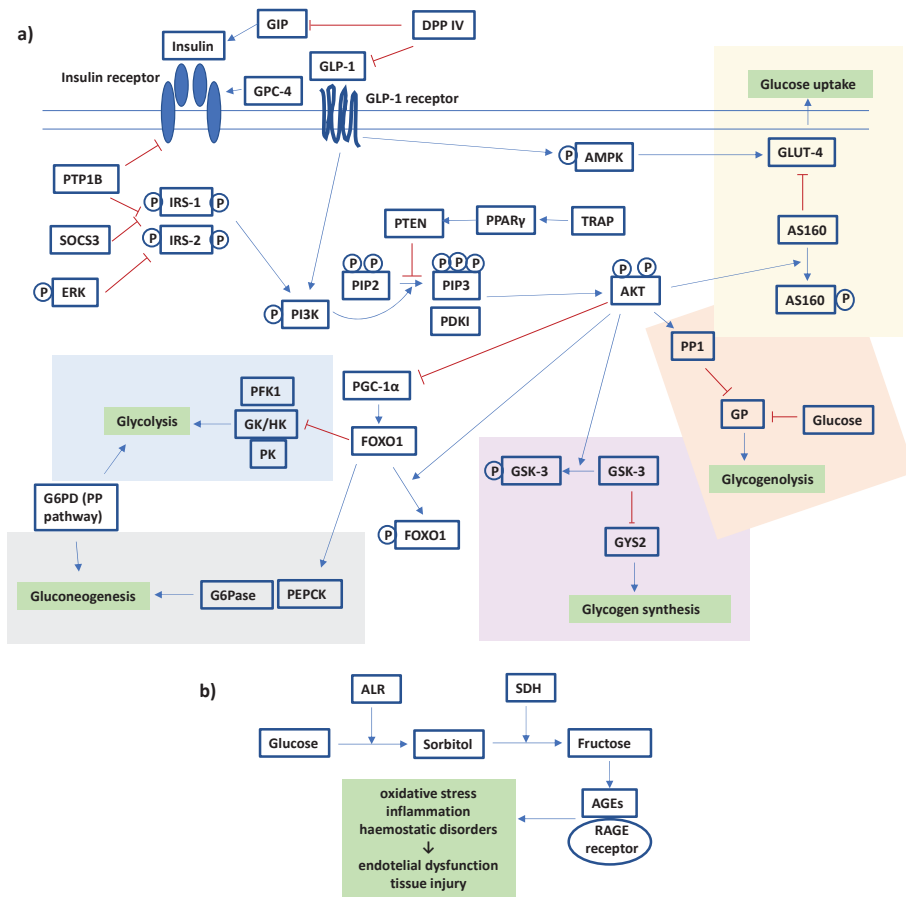 a)
GIP
DPP IV
Insulin
GLP-1
Insulin receptor
GPC-4
GLP-1 receptor
Glucose uptake
PTP1B
P
AMPK
GLUT-4
P
IRS-1
P
SOCS3
P
IRS-2
P
PTEN
PPARγ
TRAP
AS160
P
ERK
P
P
PIP2
P
P
P
PIP3
P
P
AKT
AS160
P
P
PI3K
PDKI
PP1
PFK1
PGC-1α
Glycolysis
GK/HK
GP
Glucose
PK
FOXO1
P
GSK-3
GSK-3
Glycogenolysis
G6PD (PP
pathway)
P
FOXO1
GYS2
Gluconeogenesis
G6Pase
PEPCK
Glycogen synthesis
b)
ALR
SDH
Glucose
Sorbitol
Fructose
oxidative stress
inflammation
haemostatic disorders
↓
endotelial dysfunction
tissue injury
AGEs
RAGE
receptor